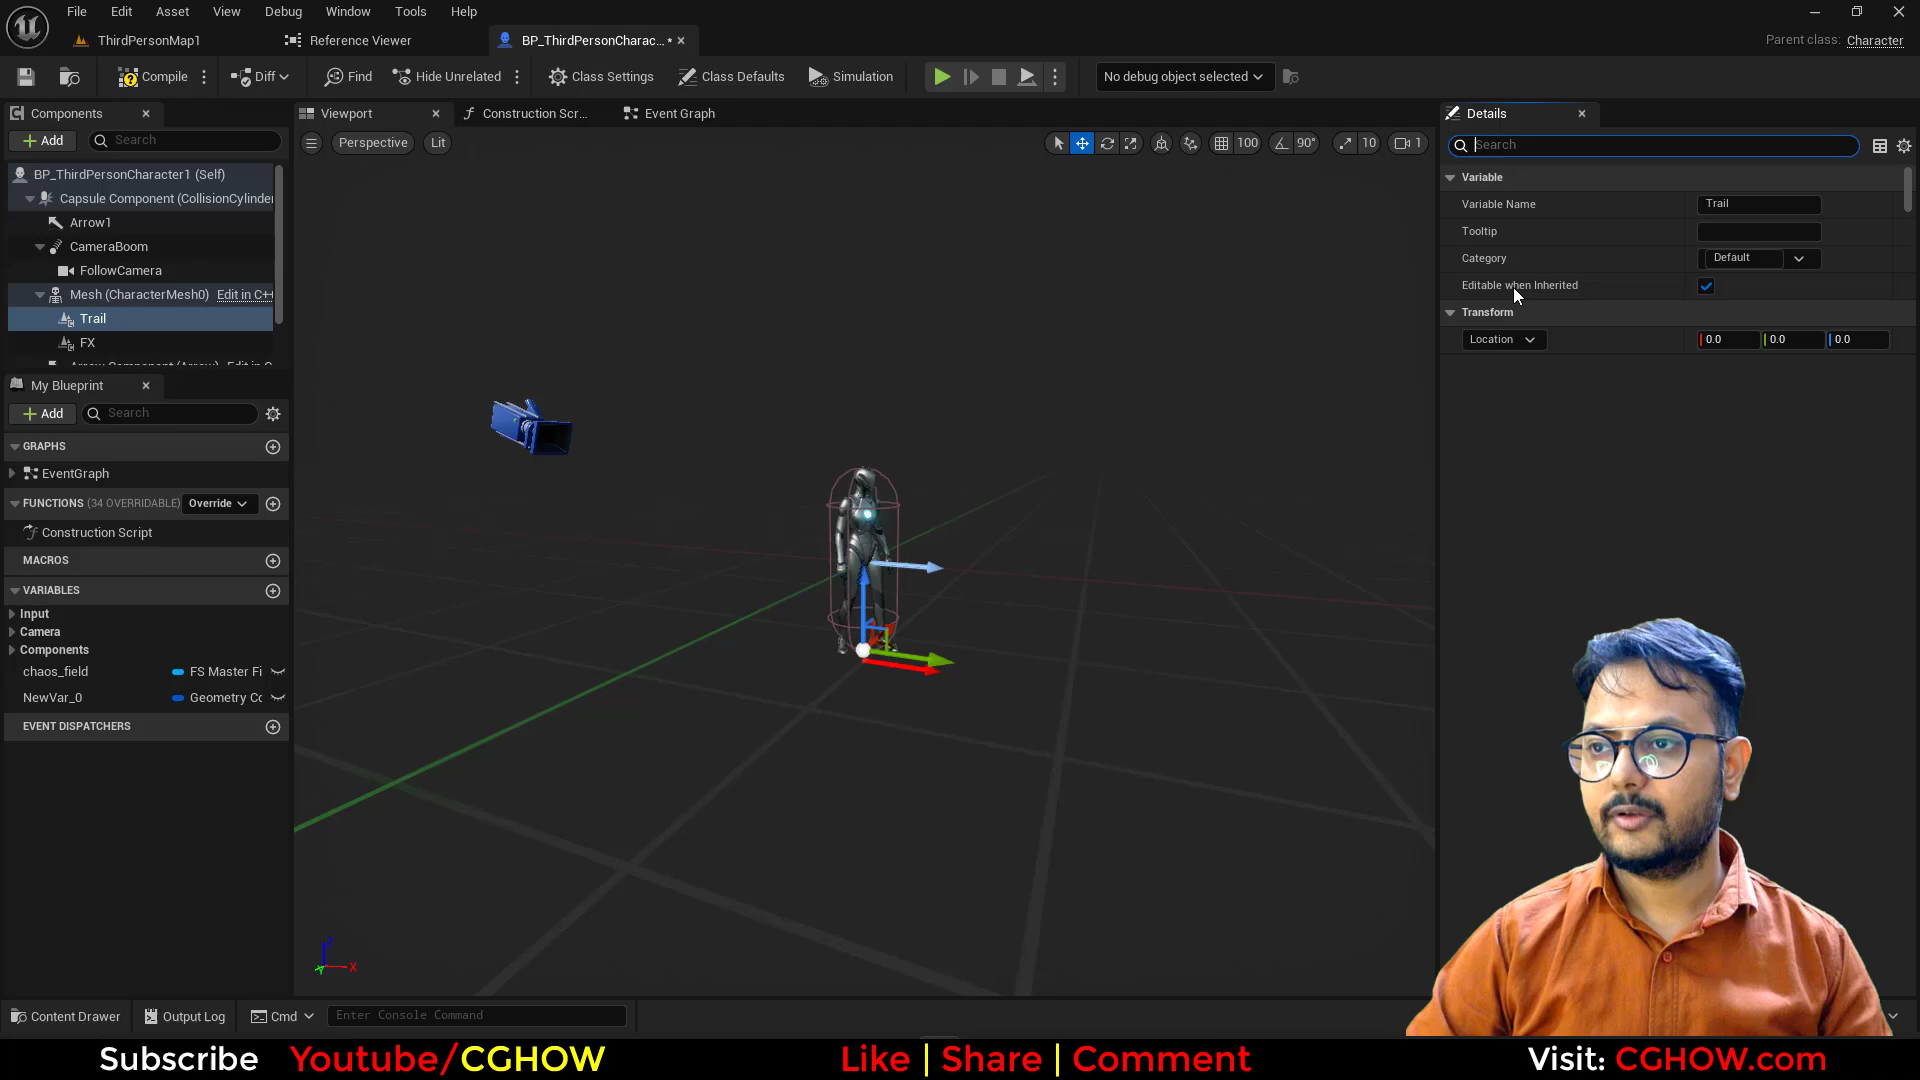 File Edit Asset View Debug Window Tools Help
ThirdPersonMap1 Reference Viewer BP_ThirdPersonCharac... • Parent class: Character
Compile Diff Find Hide Unrelated Class Settings Class Defaults Simulation No debug object selected
Components Viewport Construction Scr... Event Graph Details
Add Search Perspective Lit 100 90° 10 1 Search
BP_ThirdPersonCharacter1 (Self) Variable
Capsule Component (CollisionCylinder
Variable Name Trail
Arrow1
Tooltip
CameraBoom
Category Default
FollowCamera
Editable when Inherited
Mesh (CharacterMesh0) Edit in C++
Transform
Trail
Location 0.0 0.0 0.0
FX
Arrow Component (Arrow) Edit in C
My Blueprint
Add Search
GRAPHS
EventGraph
FUNCTIONS (34 OVERRIDABLE) Override
Construction Script
MACROS
VARIABLES
Input
Camera
Components
chaos_field FS Master Fi
NewVar_0 Geometry Cc
EVENT DISPATCHERS
Z
X
Y
Content Drawer Output Log Cmd Enter Console Command
Subscribe Youtube/CGHOW Like | Share | Comment Visit: CGHOW.com